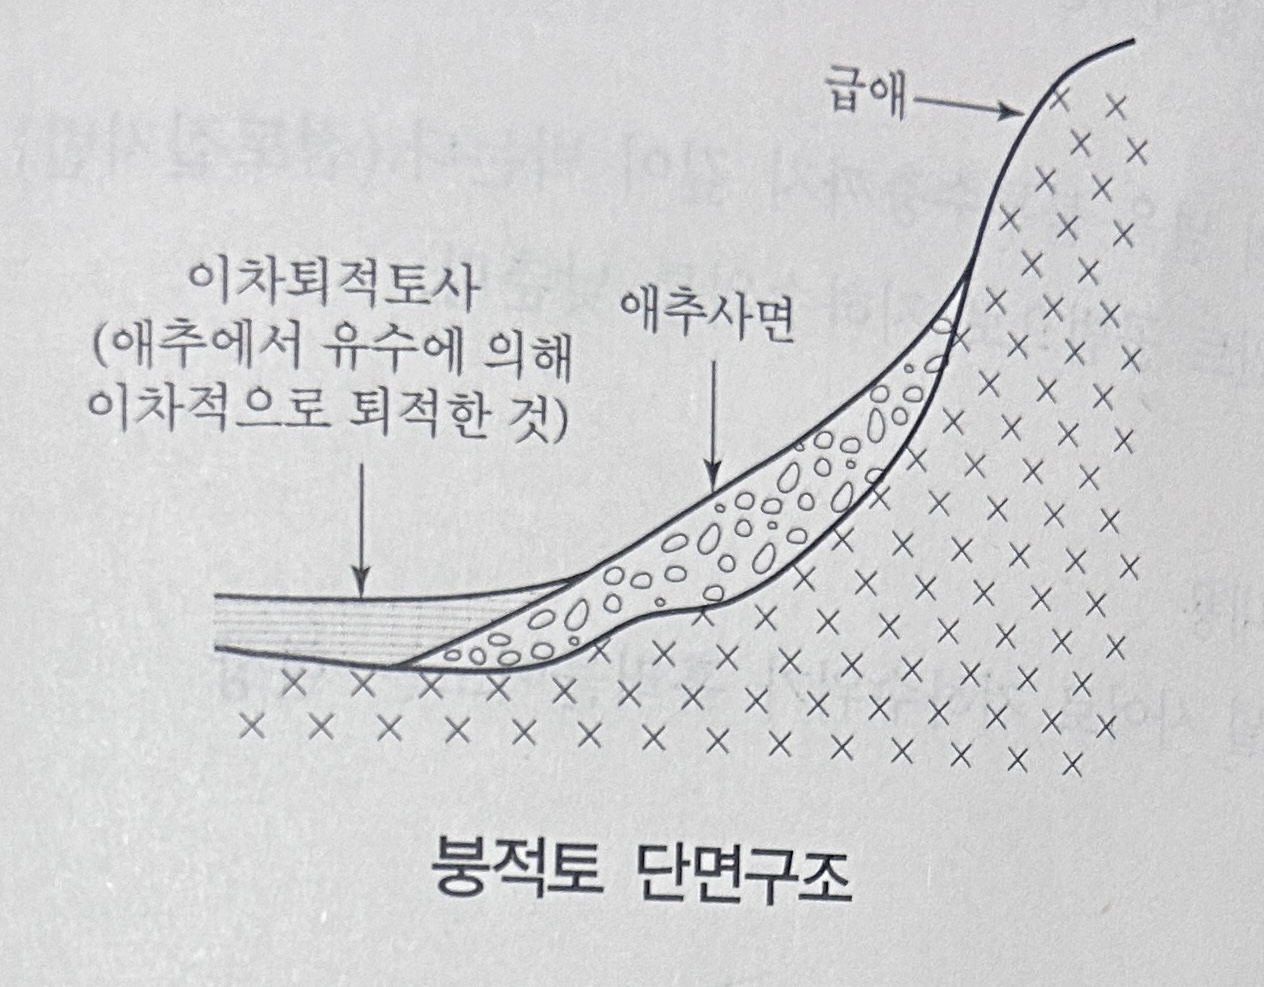 급애
이차퇴적토사
(애추에서 유수에 의해
이차적으로 퇴적한 것)
애추사면
붕적토 단면구조